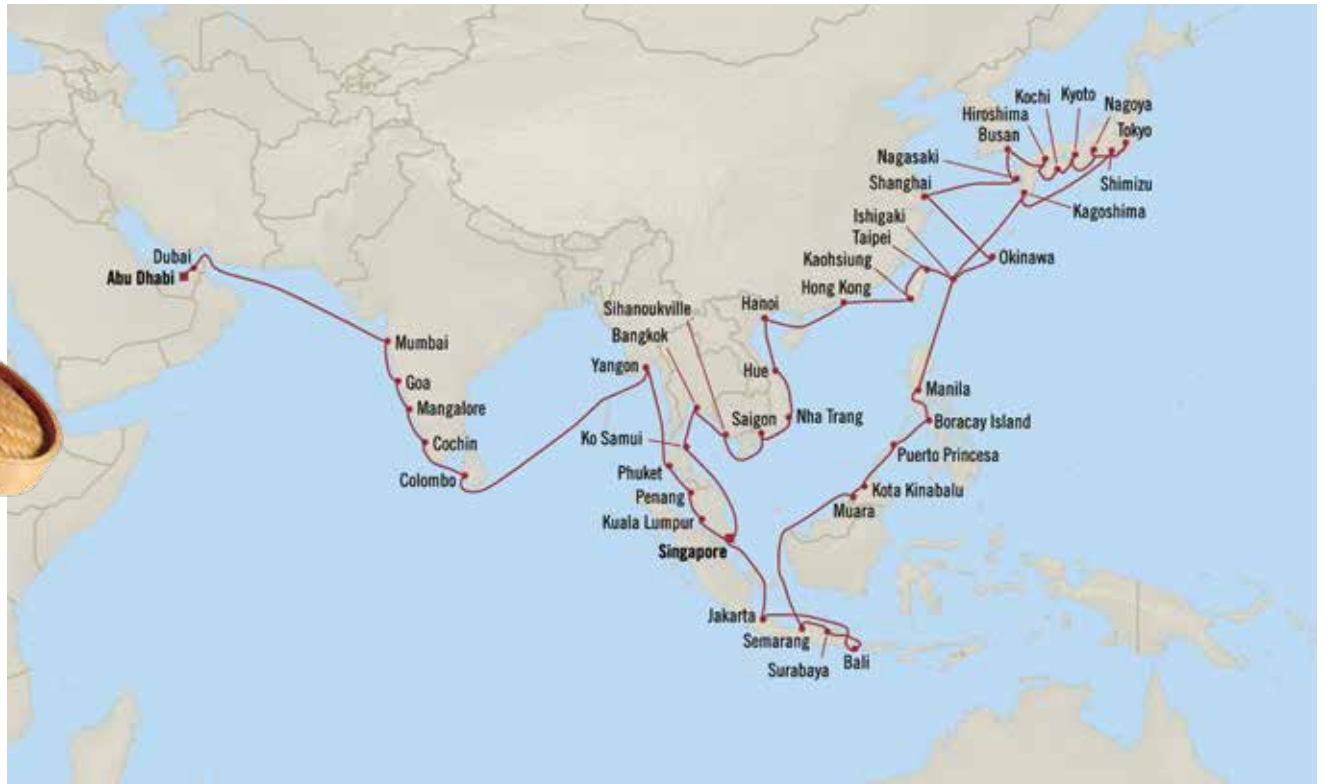 Kochi
Kyoto
Nagoya
Hiroshima
Busan
Tokyo
Nagasaki
Shanghai
Shimizu
Kagoshima
Ishigaki
Taipei
Kaohsiung
Okinawa
Hong Kong
Dubai
Abu Dhabi
Sihanoukville
Hanoi
Bangkok
Mumbai
Yangon
Hue
Goa
Manila
Mangalore
Saigon
Nha Trang
Boracay Island
Cochin
Ko Samui
Puerto Princesa
Colombo
Phuket
Kota Kinabalu
Penang
Muara
Kuala Lumpur
Singapore
Jakarta
Semarang
Surabaya
Bali